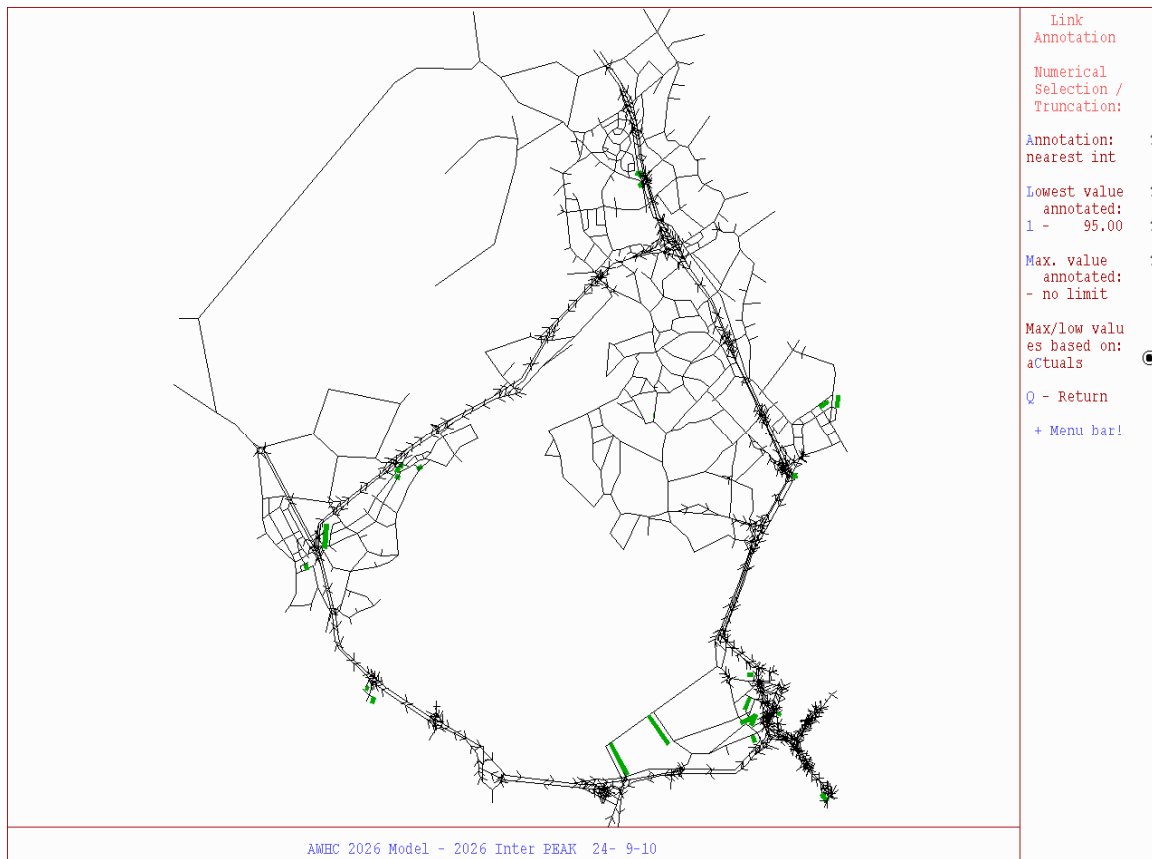 Link
Annotation
Numerical
Selection /
Truncation:
Annotation:
nearest int
Lowest value
annotated:
1 -    95.00
Max. value
annotated:
- no limit
Max/low valu
es based on:
aCtuals
Q - Return
+ Menu bar!
AWHC 2026 Model - 2026 Inter PEAK  24- 9-10